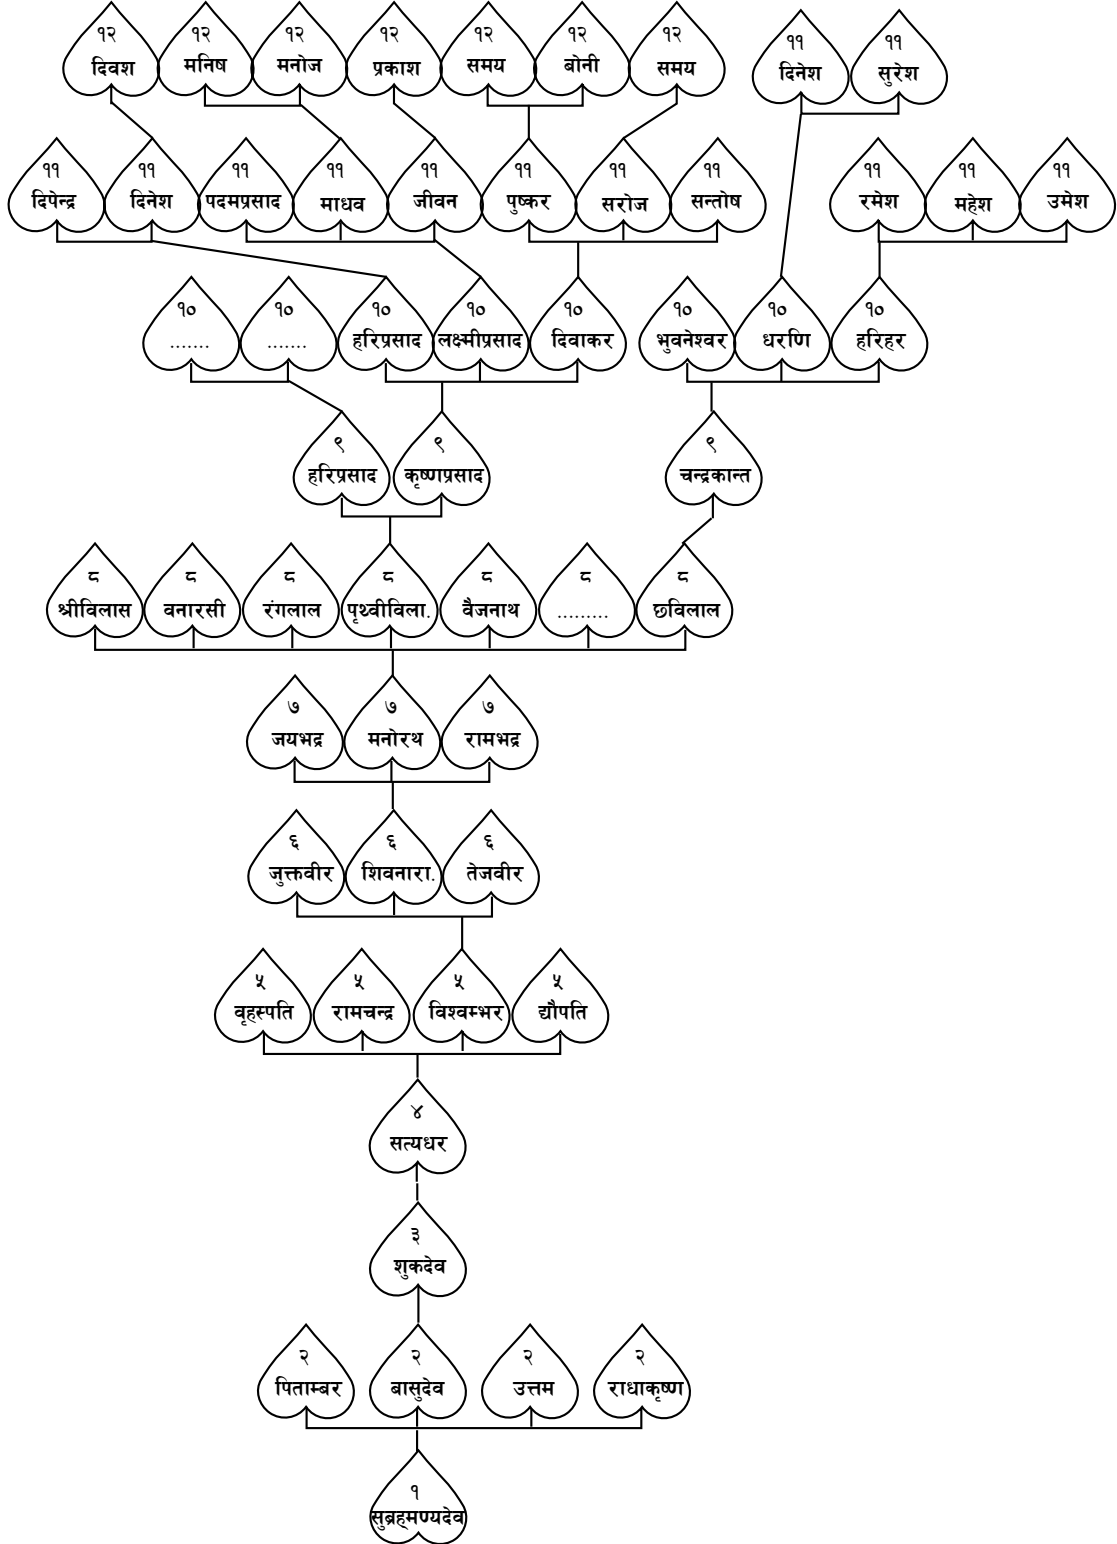 १२ १२ १२ १२ १२ १२ १२
दिवश मनिष मनोज प्रकाश समय बोनी समय
११ ११
दिनेश सुरेश
११ ११ ११ ११ ११ ११ ११ ११ ११ ११ ११
दिपेन्द्र दिनेश पदमप्रसाद माधव जीवन पुष्कर सरोज सन्तोष रमेश महेश उमेश
१० १० १० १० १० १० १० १०
....... ....... हरिप्रसाद लक्ष्मीप्रसाद दिवाकर भुवनेश्वर धरणि हरिहर
९ ९ ९
हरिप्रसाद कृष्णप्रसाद चन्द्रकान्त
८ ८ ८ ८ ८ ८ ८
श्रीविलास वनारसी रंगलाल पृथ्वीविला. वैजनाथ ......... छविलाल
७ ७ ७
जयभद्र मनोरथ रामभद्र
६ ६ ६
जुक्तवीर शिवनारा. तेजवीर
५ ५ ५ ५
वृहस्पति रामचन्द्र विश्वम्भर द्यौपति
४
सत्यधर
३
शुकदेव
२ २ २ २
पिताम्बर बासुदेव उत्तम राधाकृष्ण
१
सुब्रह्मण्यदेव